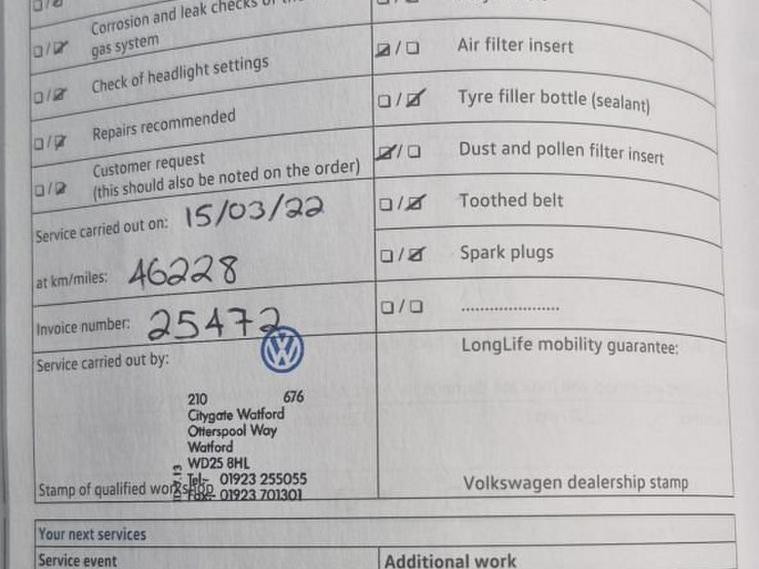 Corrosion and leak checks of
gas system
Check of headlight settings
Repairs recommended
Customer request
(this should also be noted on the order)
Service carried out on: 15/03/22
at km/miles: 46228
Invoice number: 25472
Service carried out by:
210 676
Citygate Watford
Otterspool Way
Watford
WD25 8HL
Tel:- 01923 255055
Fax:- 01923 701301
Stamp of qualified workshop
Air filter insert
Tyre filler bottle (sealant)
Dust and pollen filter insert
Toothed belt
Spark plugs
....................
LongLife mobility guarantee:
Volkswagen dealership stamp
Your next services
Service event
Additional work